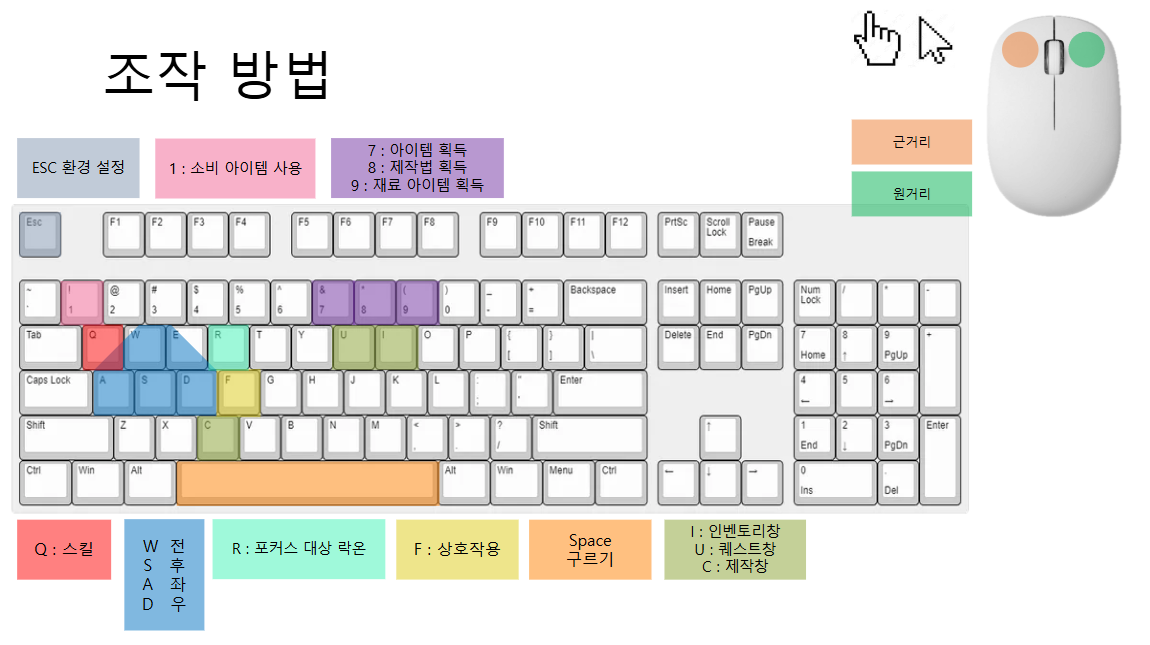 조작 방법
근거리
원거리
ESC 환경 설정
1 : 소비 아이템 사용
7 : 아이템 획득
8 : 제작법 획득
9 : 재료 아이템 획득
Esc F1 F2 F3 F4 F5 F6 F7 F8 F9 F10 F11 F12 PrtSc Scroll Lock Pause Break
~ ` ! 1 @ 2 # 3 $ 4 % 5 ^ 6 & 7 * 8 ( 9 ) 0 _ - + = Backspace Insert Home PgUp Num Lock / * -
Tab Q W E R T Y U I O P { [ } ] | \ Delete End PgDn 7 Home 8 ↑ 9 PgUp +
Caps Lock A S D F G H J K L : ; " ' Enter 4 ← 5 6 →
Shift Z X C V B N M < , > . ? / Shift ↑ 1 End 2 ↓ 3 PgDn Enter
Ctrl Win Alt Alt Win Menu Ctrl ← ↓ → 0 Ins . Del
Q : 스킬
W 전
S 후
A 좌
D 우
R : 포커스 대상 락온
F : 상호작용
Space
구르기
I : 인벤토리창
U : 퀘스트창
C : 제작창